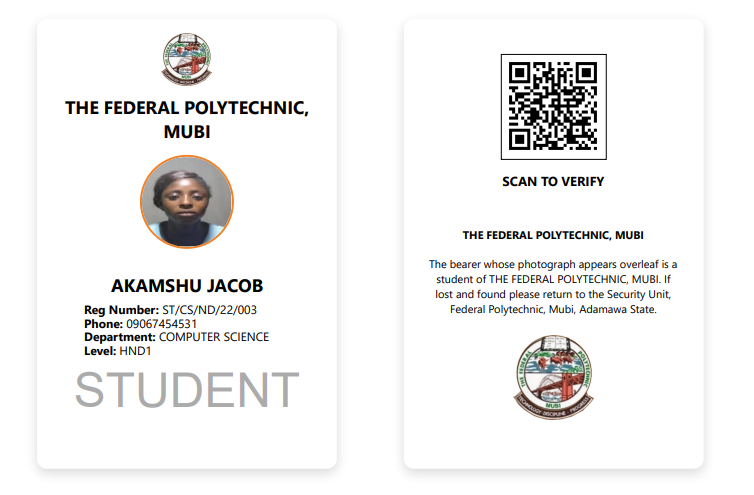 THE FEDERAL POLYTECHNIC,
MUBI
AKAMSHU JACOB
Reg Number: ST/CS/ND/22/003
Phone: 09067454531
Department: COMPUTER SCIENCE
Level: HND1
STUDENT
SCAN TO VERIFY
THE FEDERAL POLYTECHNIC, MUBI
The bearer whose photograph appears overleaf is a
student of THE FEDERAL POLYTECHNIC, MUBI. If
lost and found please return to the Security Unit,
Federal Polytechnic, Mubi, Adamawa State.
THE FEDERAL POLYTECHNIC
MUBI
TECHNOLOGY DISCIPLINE - PROGRESS